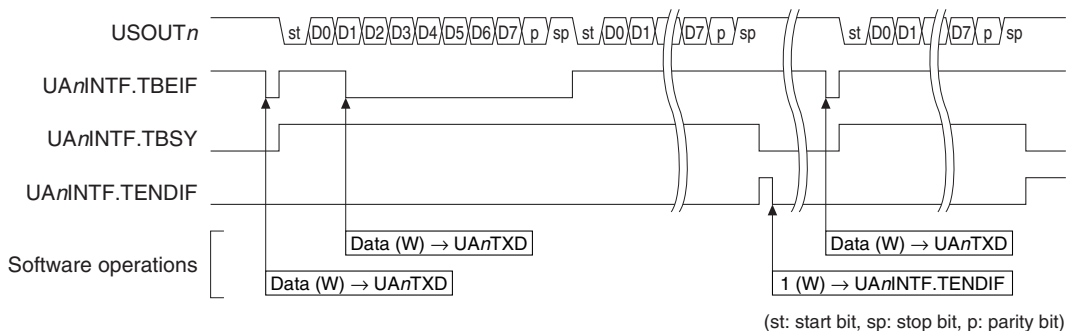 USOUTn st D0 D1 D2 D3 D4 D5 D6 D7 p sp st D0 D1 D7 p sp st D0 D1 D7 p sp
UAnINTF.TBEIF
UAnINTF.TBSY
UAnINTF.TENDIF
Software operations
Data (W) → UAnTXD Data (W) → UAnTXD
Data (W) → UAnTXD 1 (W) → UAnINTF.TENDIF
(st: start bit, sp: stop bit, p: parity bit)